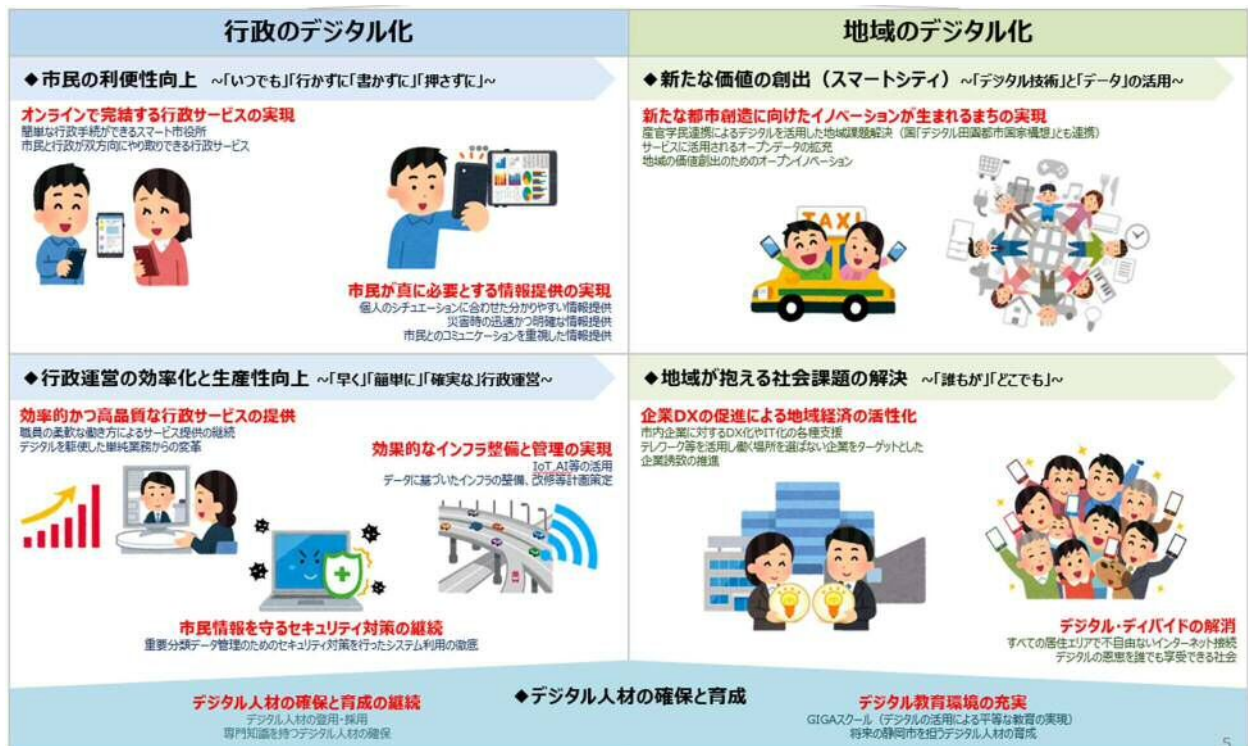 行政のデジタル化
◆市民の利便性向上 ~「いつでも」「行かずに」「書かずに」「押さずに」~
オンラインで完結する行政サービスの実現
簡単な行政手続ができるスマート市役所
市民と行政が双方向にやり取りできる行政サービス
市民が真に必要とする情報提供の実現
個人のシチュエーションに合わせた分かりやすい情報提供
災害時の迅速かつ明確な情報提供
市民とのコミュニケーションを重視した情報提供
地域のデジタル化
◆新たな価値の創出（スマートシティ）~「デジタル技術」と「データ」の活用~
新たな都市創造に向けたイノベーションが生まれるまちの実現
産官学民連携によるデジタルを活用した地域課題解決（国「デジタル田園都市国家構想」とも連携）
サービスに活用されるオープンデータの拡充
地域の価値創出のためのオープンイノベーション
TAXI
◆行政運営の効率化と生産性向上 ~「早く」「簡単に」「確実な」行政運営~
効率的かつ高品質な行政サービスの提供
職員の柔軟な働き方によるサービス提供の継続
デジタルを駆使した単純業務からの変革
効果的なインフラ整備と管理の実現
IoT,AI等の活用
データに基づいたインフラの整備、改修等計画策定
市民情報を守るセキュリティ対策の継続
重要分類データ管理のためのセキュリティ対策を行ったシステム利用の徹底
◆地域が抱える社会課題の解決 ~「誰もが」「どこでも」~
企業DXの促進による地域経済の活性化
市内企業に対するDX化やIT化の各種支援
テレワーク等を活用し働く場所を選ばない企業をターゲットとした
企業誘致の推進
デジタル・ディバイドの解消
すべての居住エリアで不自由ないインターネット接続
デジタルの恩恵を誰でも享受できる社会
◆デジタル人材の確保と育成
デジタル人材の確保と育成の継続
デジタル人材の登用・採用
専門知識を持つデジタル人材の確保
デジタル教育環境の充実
GIGAスクール（デジタルの活用による平等な教育の実現）
将来の静岡市を担うデジタル人材の育成
5